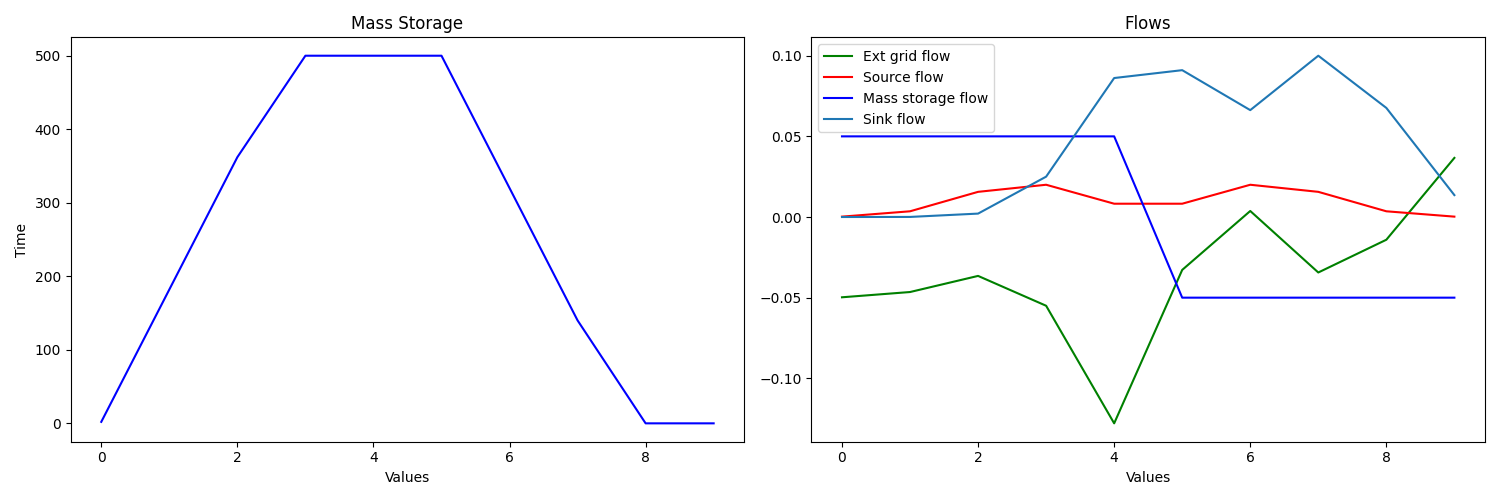 Mass Storage
500
400
300
200
100
0
Time
0 2 4 6 8
Values
Flows
Ext grid flow
Source flow
Mass storage flow
Sink flow
0.10
0.05
0.00
−0.05
−0.10
0 2 4 6 8
Values